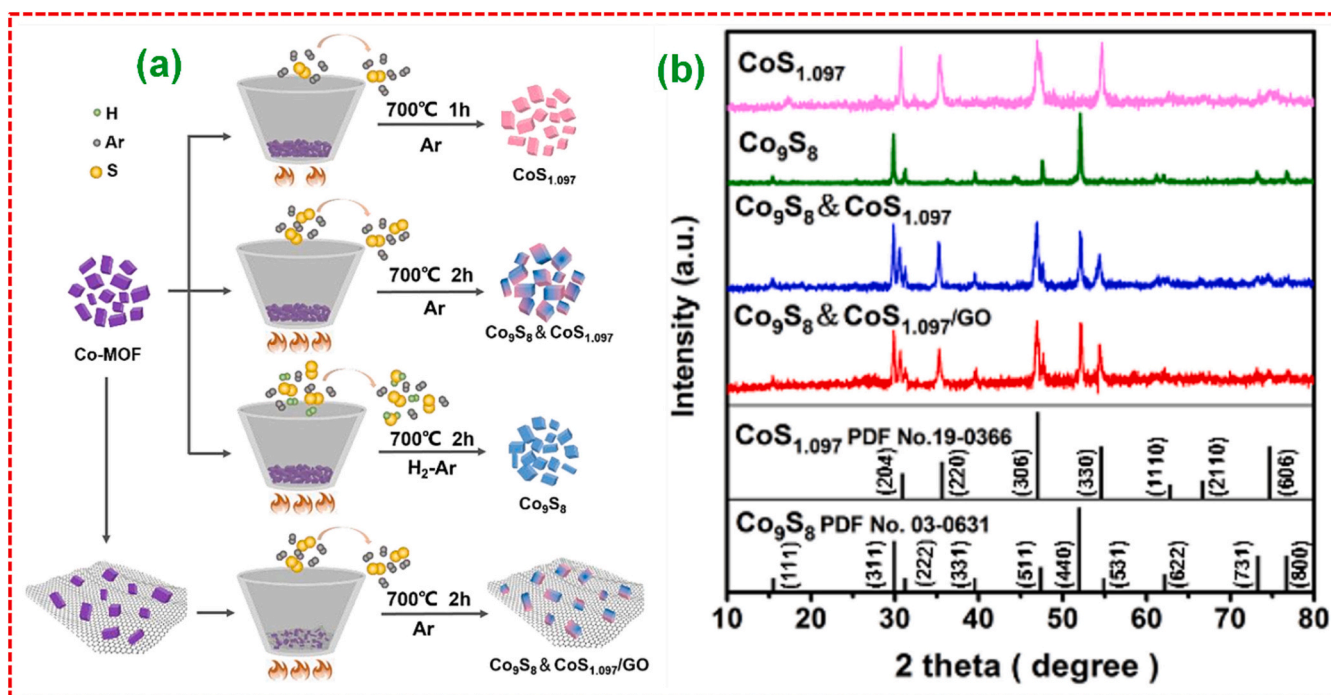 (a)
H
Ar
S
Co-MOF
700℃ 1h
Ar
CoS1.097
700℃ 2h
Ar
Co9S8 & CoS1.097
700℃ 2h
H2-Ar
Co9S8
700℃ 2h
Ar
Co9S8 & CoS1.097/GO
(b)
Intensity (a.u.)
CoS1.097
Co9S8
Co9S8 & CoS1.097
Co9S8 & CoS1.097/GO
CoS1.097 PDF No.19-0366
(204)
(220)
(306)
(330)
(1110)
(2110)
(606)
Co9S8 PDF No. 03-0631
(111)
(311)
(222)
(331)
(511)
(440)
(531)
(622)
(731)
(800)
10 20 30 40 50 60 70 80
2 theta ( degree )